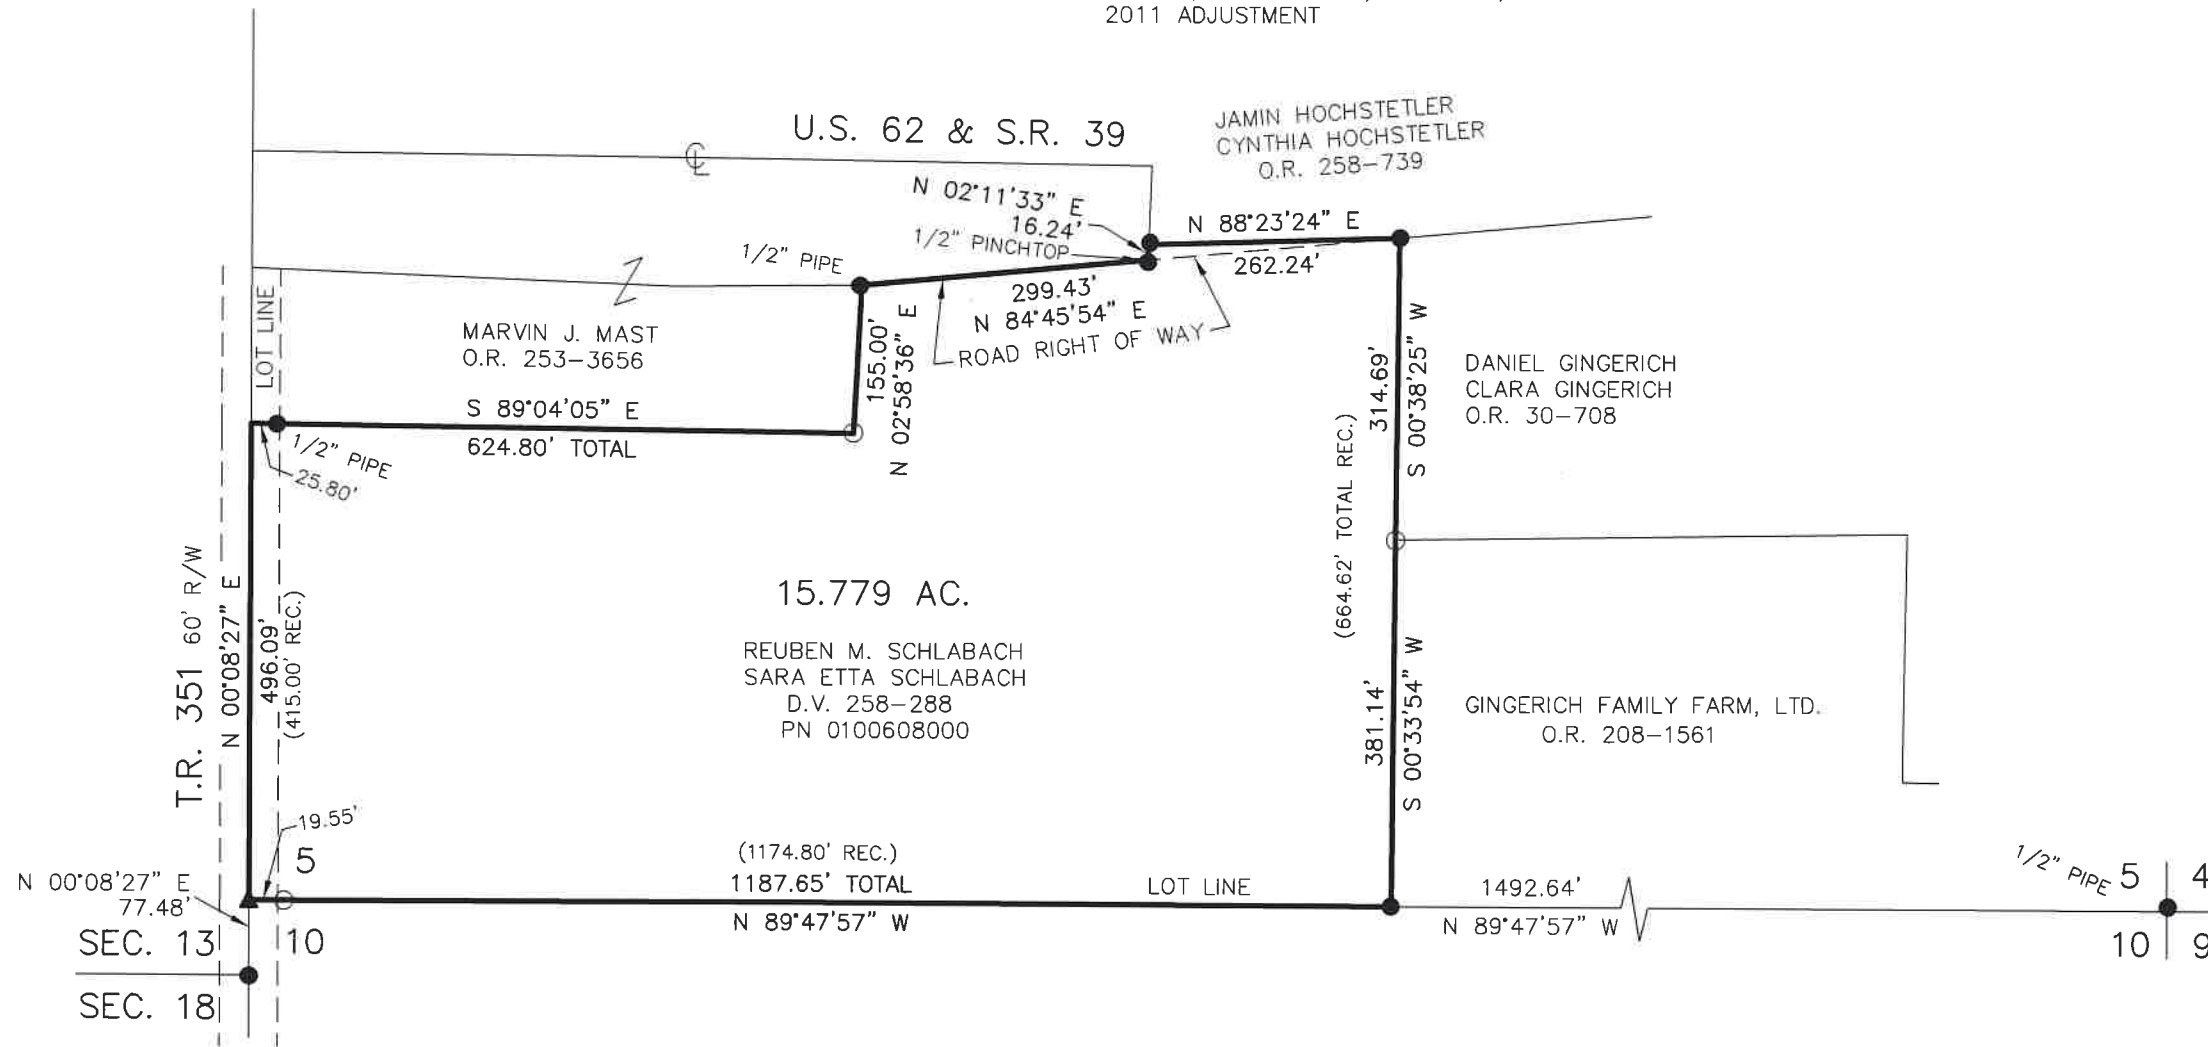 2011 ADJUSTMENT
U.S. 62 & S.R. 39
JAMIN HOCHSTETLER
CYNTHIA HOCHSTETLER
O.R. 258-739
N 02°11'33" E
16.24'
1/2" PINCHTOP
N 88°23'24" E
262.24'
1/2" PIPE
299.43'
N 84°45'54" E
ROAD RIGHT OF WAY
LOT LINE
MARVIN J. MAST
O.R. 253-3656
155.00'
N 02°58'36" E
S 89°04'05" E
624.80' TOTAL
1/2" PIPE
25.80'
314.69'
S 00°38'25" W
(664.62' TOTAL REC.)
DANIEL GINGERICH
CLARA GINGERICH
O.R. 30-708
T.R. 351 60' R/W
N 00°08'27" E
496.09'
(415.00' REC.)
15.779 AC.
REUBEN M. SCHLABACH
SARA ETTA SCHLABACH
D.V. 258-288
PN 0100608000
381.14'
S 00°33'54" W
GINGERICH FAMILY FARM, LTD.
O.R. 208-1561
19.55'
5
N 00°08'27" E
77.48'
(1174.80' REC.)
1187.65' TOTAL
N 89°47'57" W
LOT LINE
1492.64'
N 89°47'57" W
1/2" PIPE
5
4
SEC. 13
10
10
9
SEC. 18